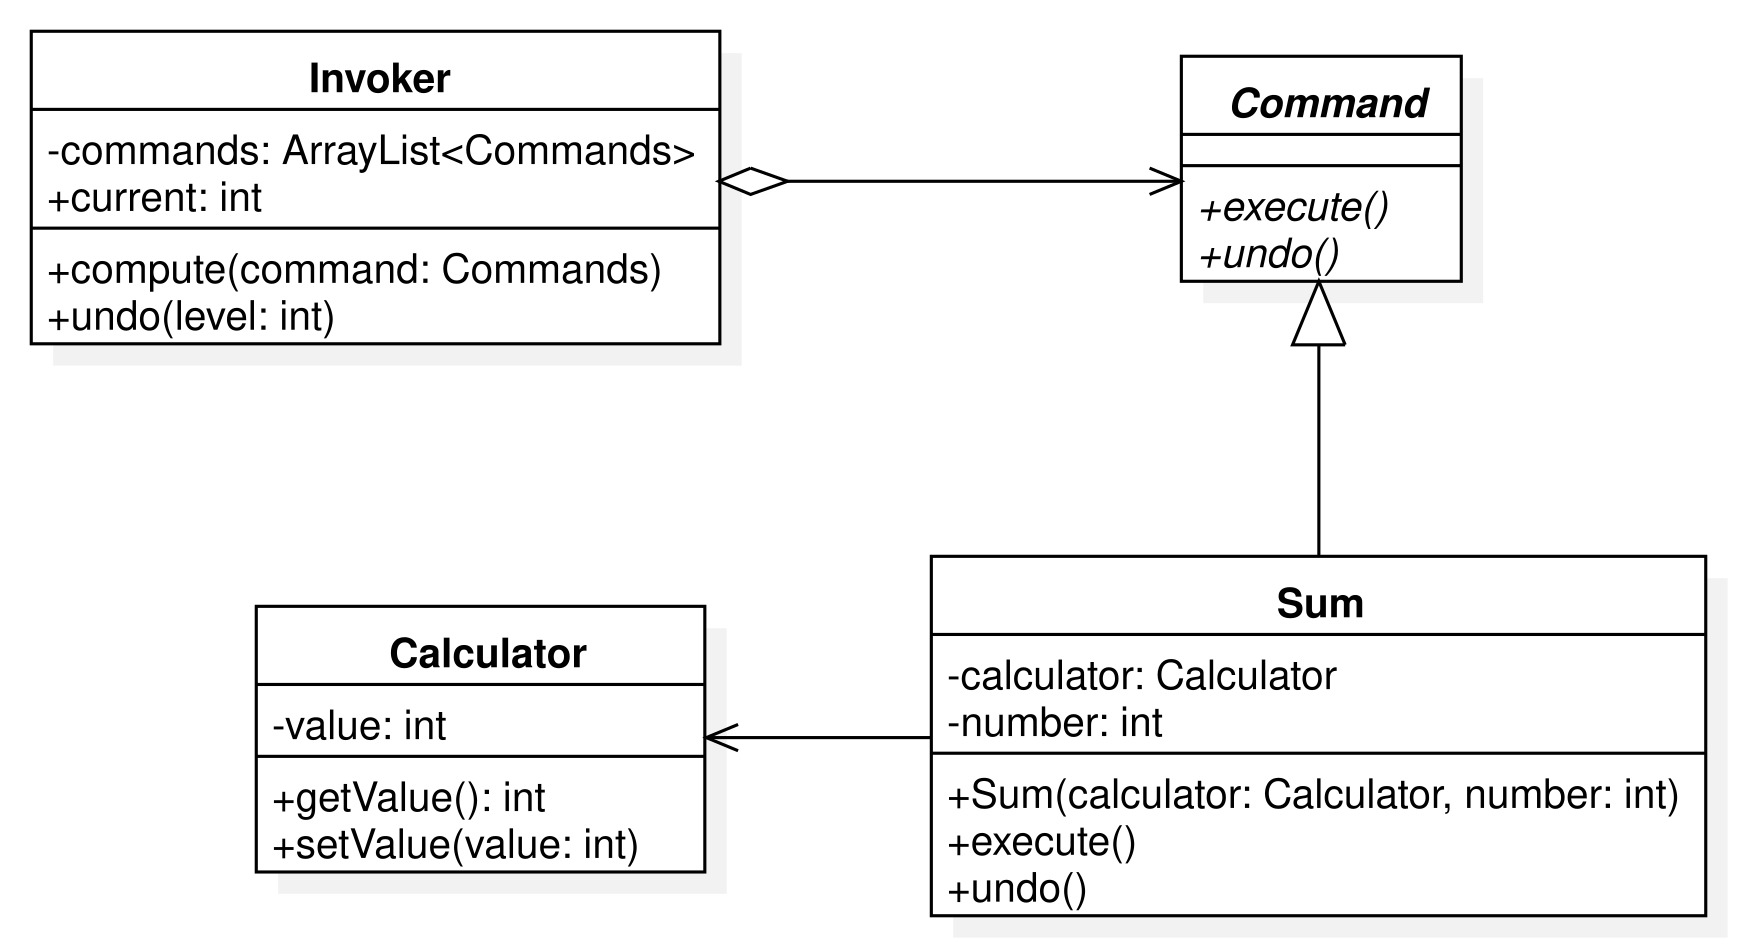 Invoker
-commands: ArrayList<Commands>
+current: int
+compute(command: Commands)
+undo(level: int)
Command
+execute()
+undo()
Calculator
-value: int
+getValue(): int
+setValue(value: int)
Sum
-calculator: Calculator
-number: int
+Sum(calculator: Calculator, number: int)
+execute()
+undo()